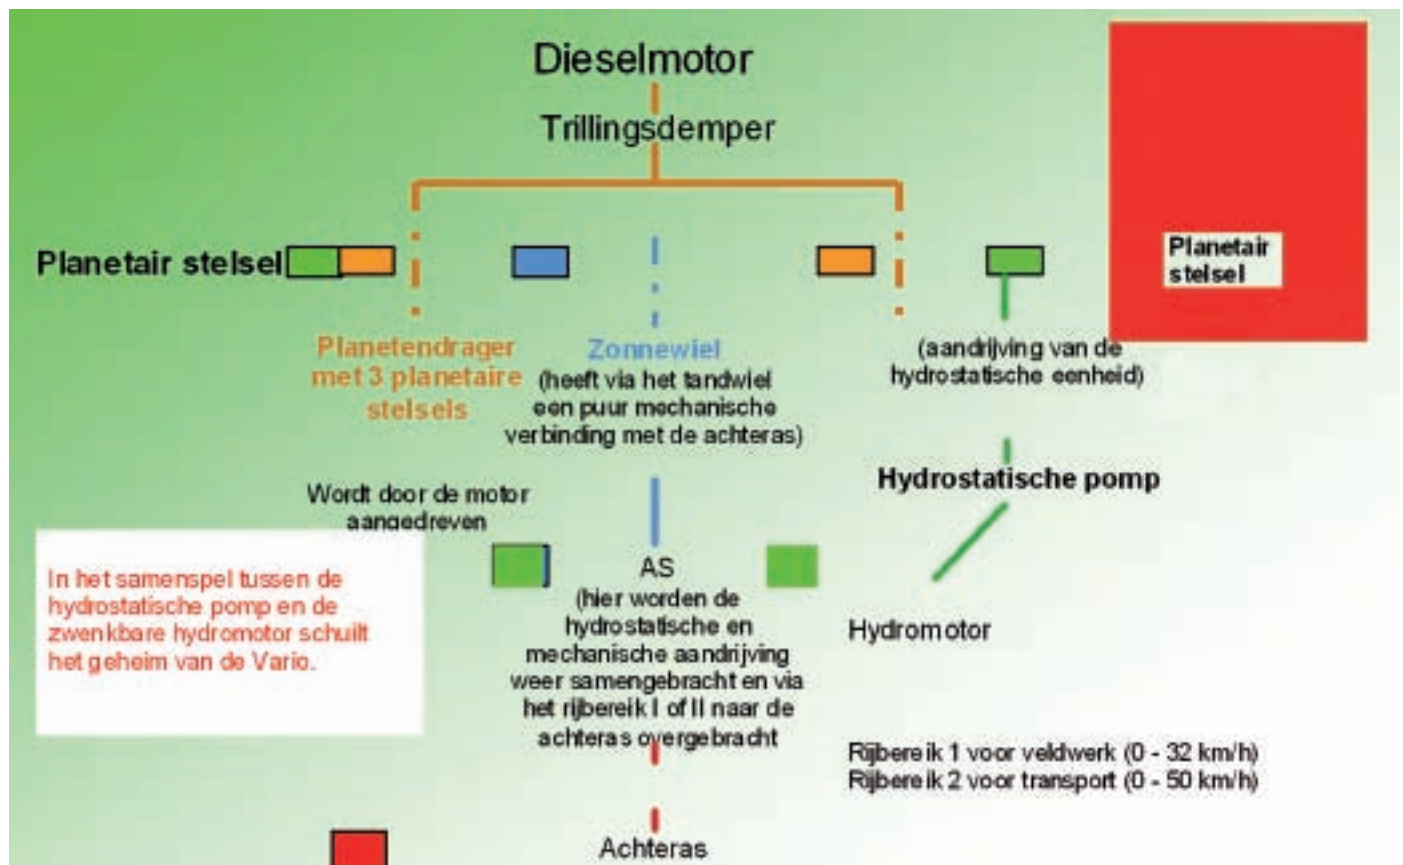 Dieselmotor
Trillingsdemper
Planetair stelsel
Planetair
stelsel
Planetendrager
met 3 planetaire
stelsels
Zonnewiel
(heeft via het tandwiel
een puur mechanische
verbinding met de achteras)
(aandrijving van de
hydrostatische eenheid)
Hydrostatische pomp
Wordt door de motor
aangedreven
In het samenspel tussen de
hydrostatische pomp en de
zwenkbare hydromotor schuilt
het geheim van de Vario.
AS
(hier worden de
hydrostatische en
mechanische aandrijving
weer samengebracht en via
het rijbereik I of II naar de
achteras overgebracht
Hydromotor
Rijbereik 1 voor veldwerk (0 - 32 km/h)
Rijbereik 2 voor transport (0 - 50 km/h)
Achteras